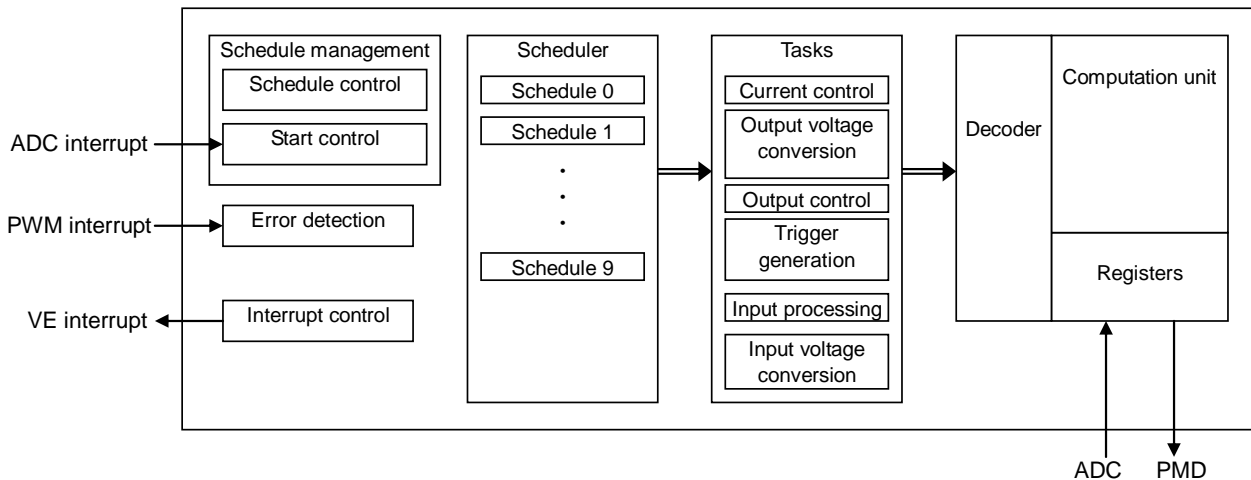 Schedule management
Schedule control
Start control
ADC interrupt
PWM interrupt
Error detection
VE interrupt
Interrupt control
Scheduler
Schedule 0
Schedule 1
.
.
.
Schedule 9
Tasks
Current control
Output voltage
conversion
Output control
Trigger
generation
Input processing
Input voltage
conversion
Decoder
Computation unit
Registers
ADC
PMD